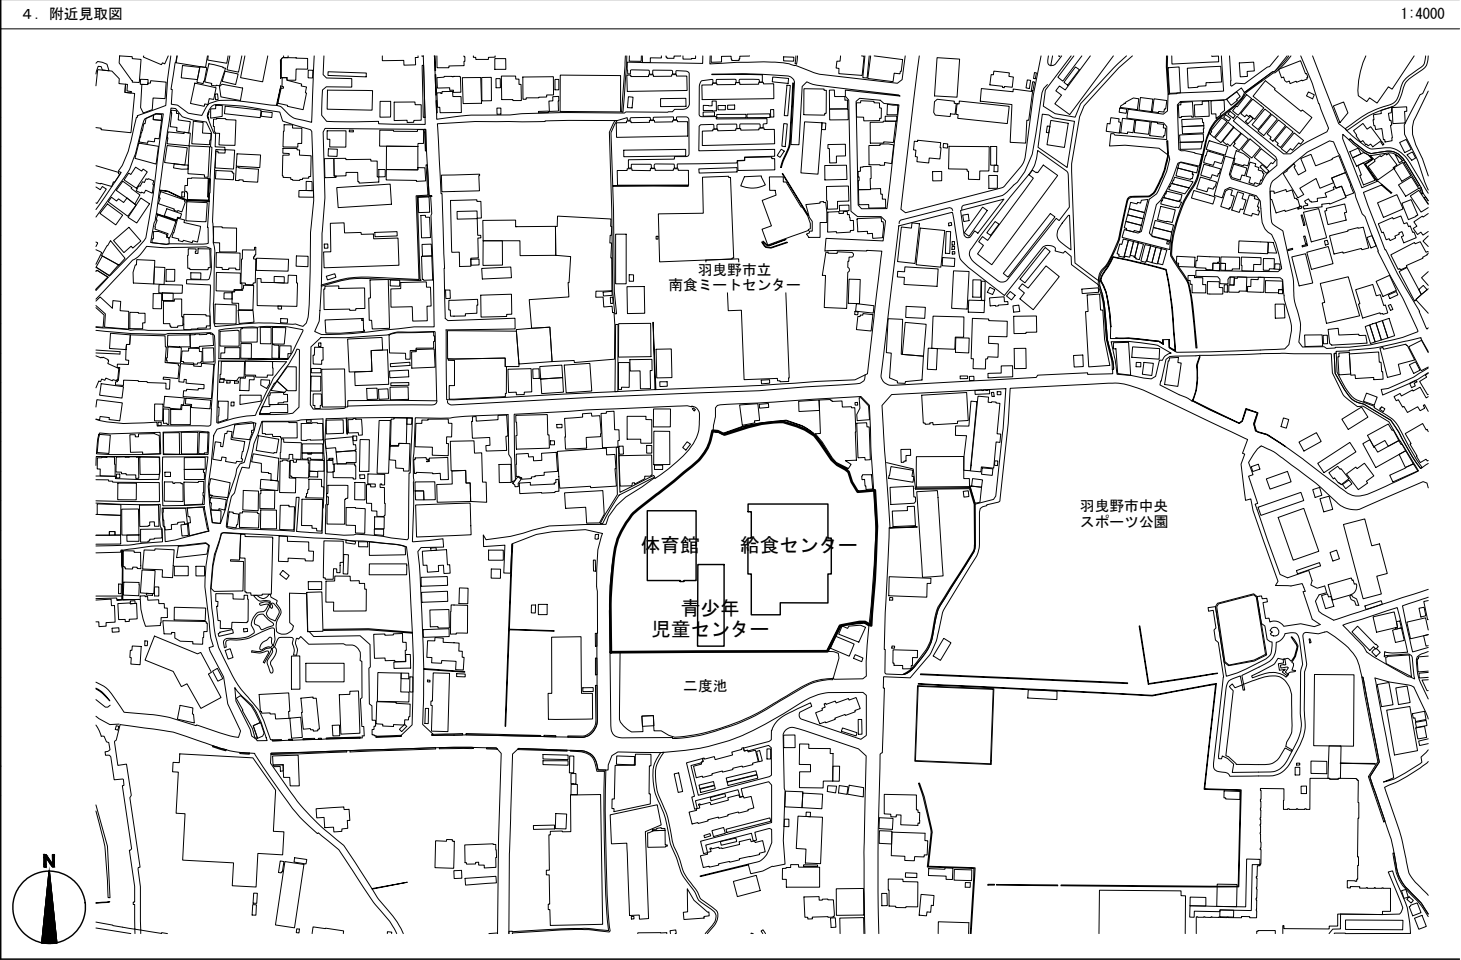 4. 附近見取図
1:4000
羽曳野市立
南食ミートセンター
羽曳野市中央
スポーツ公園
体育館
給食センター
青少年
児童センター
二度池
N